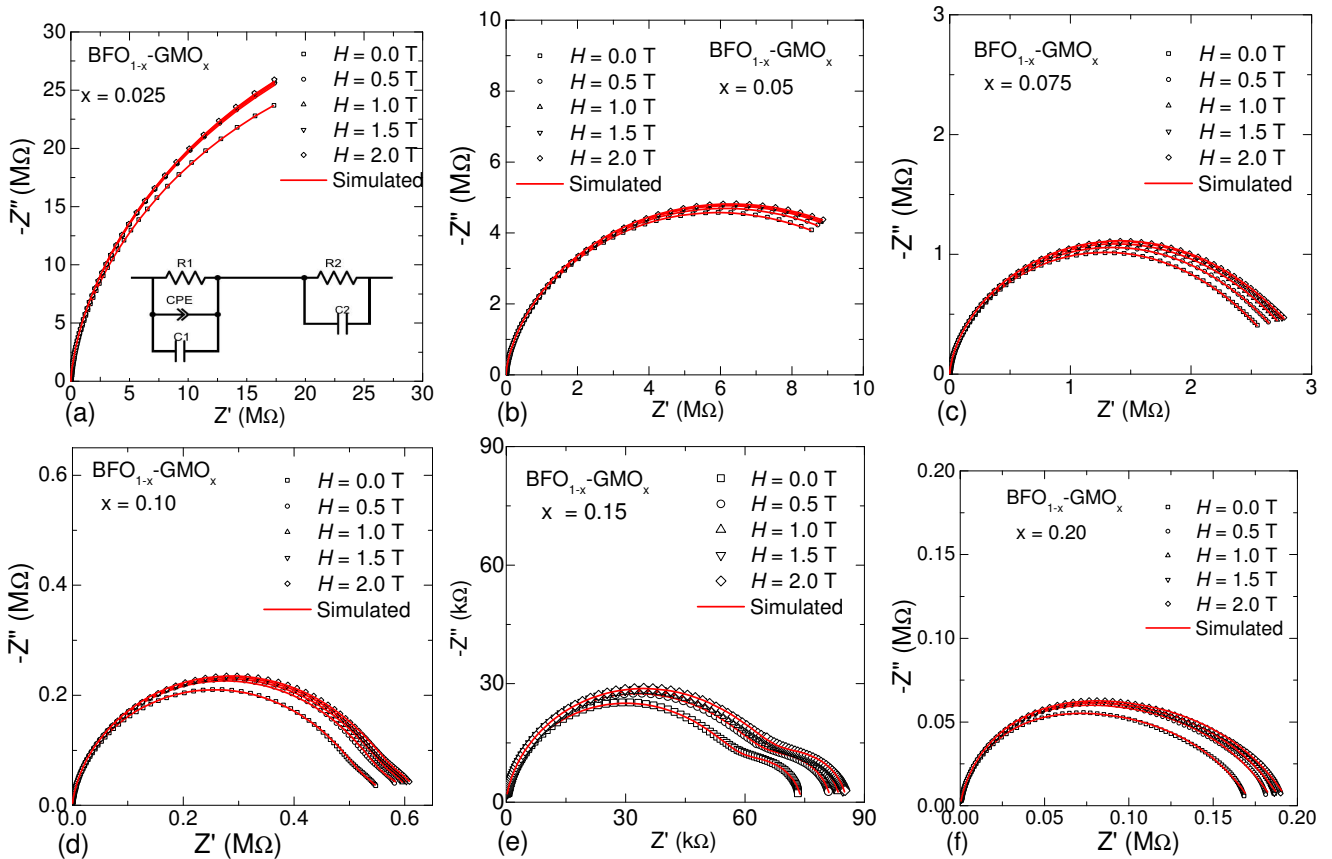 30
25
20
15
10
5
0
-Z" (MΩ)
BFO1-x-GMOx
x = 0.025
H = 0.0 T
H = 0.5 T
H = 1.0 T
H = 1.5 T
H = 2.0 T
Simulated
R1
CPE
C1
R2
C2
0 5 10 15 20 25 30
(a)
Z' (MΩ)
10
8
6
4
2
0
-Z" (MΩ)
BFO1-x-GMOx
x = 0.05
H = 0.0 T
H = 0.5 T
H = 1.0 T
H = 1.5 T
H = 2.0 T
Simulated
0 2 4 6 8 10
(b)
Z' (MΩ)
3
2
1
0
-Z" (MΩ)
BFO1-x-GMOx
x = 0.075
H = 0.0 T
H = 0.5 T
H = 1.0 T
H = 1.5 T
H = 2.0 T
Simulated
0 1 2 3
(c)
Z' (MΩ)
0.6
0.4
0.2
0.0
-Z" (MΩ)
BFO1-x-GMOx
x = 0.10
H = 0.0 T
H = 0.5 T
H = 1.0 T
H = 1.5 T
H = 2.0 T
Simulated
0.0 0.2 0.4 0.6
(d)
Z' (MΩ)
90
60
30
0
-Z" (kΩ)
BFO1-x-GMOx
x = 0.15
H = 0.0 T
H = 0.5 T
H = 1.0 T
H = 1.5 T
H = 2.0 T
Simulated
0 30 60 90
(e)
Z' (kΩ)
0.20
0.15
0.10
0.05
0.00
-Z" (MΩ)
BFO1-x-GMOx
x = 0.20
H = 0.0 T
H = 0.5 T
H = 1.0 T
H = 1.5 T
H = 2.0 T
Simulated
0.00 0.05 0.10 0.15 0.20
(f)
Z' (MΩ)